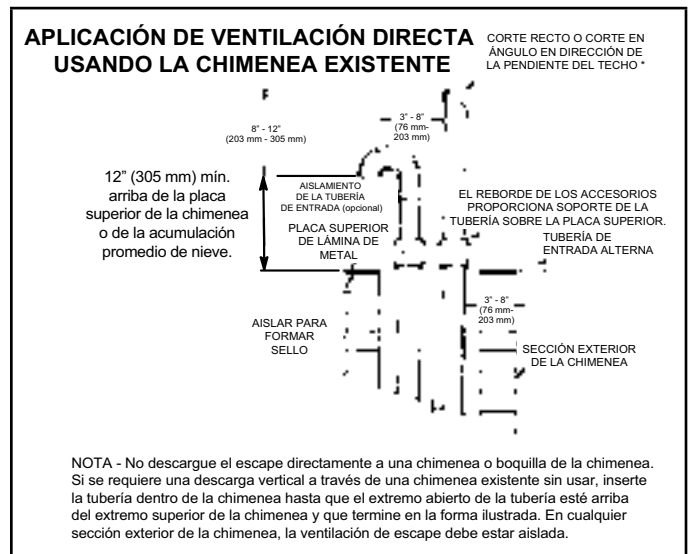 APLICACIÓN DE VENTILACIÓN DIRECTA
USANDO LA CHIMENEA EXISTENTE
CORTE RECTO O CORTE EN
ÁNGULO EN DIRECCIÓN DE
LA PENDIENTE DEL TECHO *
8” - 12”
(203 mm - 305 mm)
3” - 8”
(76 mm-
203 mm)
12” (305 mm) mín.
arriba de la placa
superior de la chimenea
o de la acumulación
promedio de nieve.
AISLAMIENTO
DE LA TUBERÍA
DE ENTRADA (opcional)
PLACA SUPERIOR
DE LÁMINA DE
METAL
EL REBORDE DE LOS ACCESORIOS
PROPORCIONA SOPORTE DE LA
TUBERÍA SOBRE LA PLACA SUPERIOR.
TUBERÍA DE
ENTRADA ALTERNA
3” - 8”
(76 mm-
203 mm)
AISLAR PARA
FORMAR
SELLO
SECCIÓN EXTERIOR
DE LA CHIMENEA
NOTA - No descargue el escape directamente a una chimenea o boquilla de la chimenea.
Si se requiere una descarga vertical a través de una chimenea existente sin usar, inserte
la tubería dentro de la chimenea hasta que el extremo abierto de la tubería esté arriba
del extremo superior de la chimenea y que termine en la forma ilustrada. En cualquier
sección exterior de la chimenea, la ventilación de escape debe estar aislada.